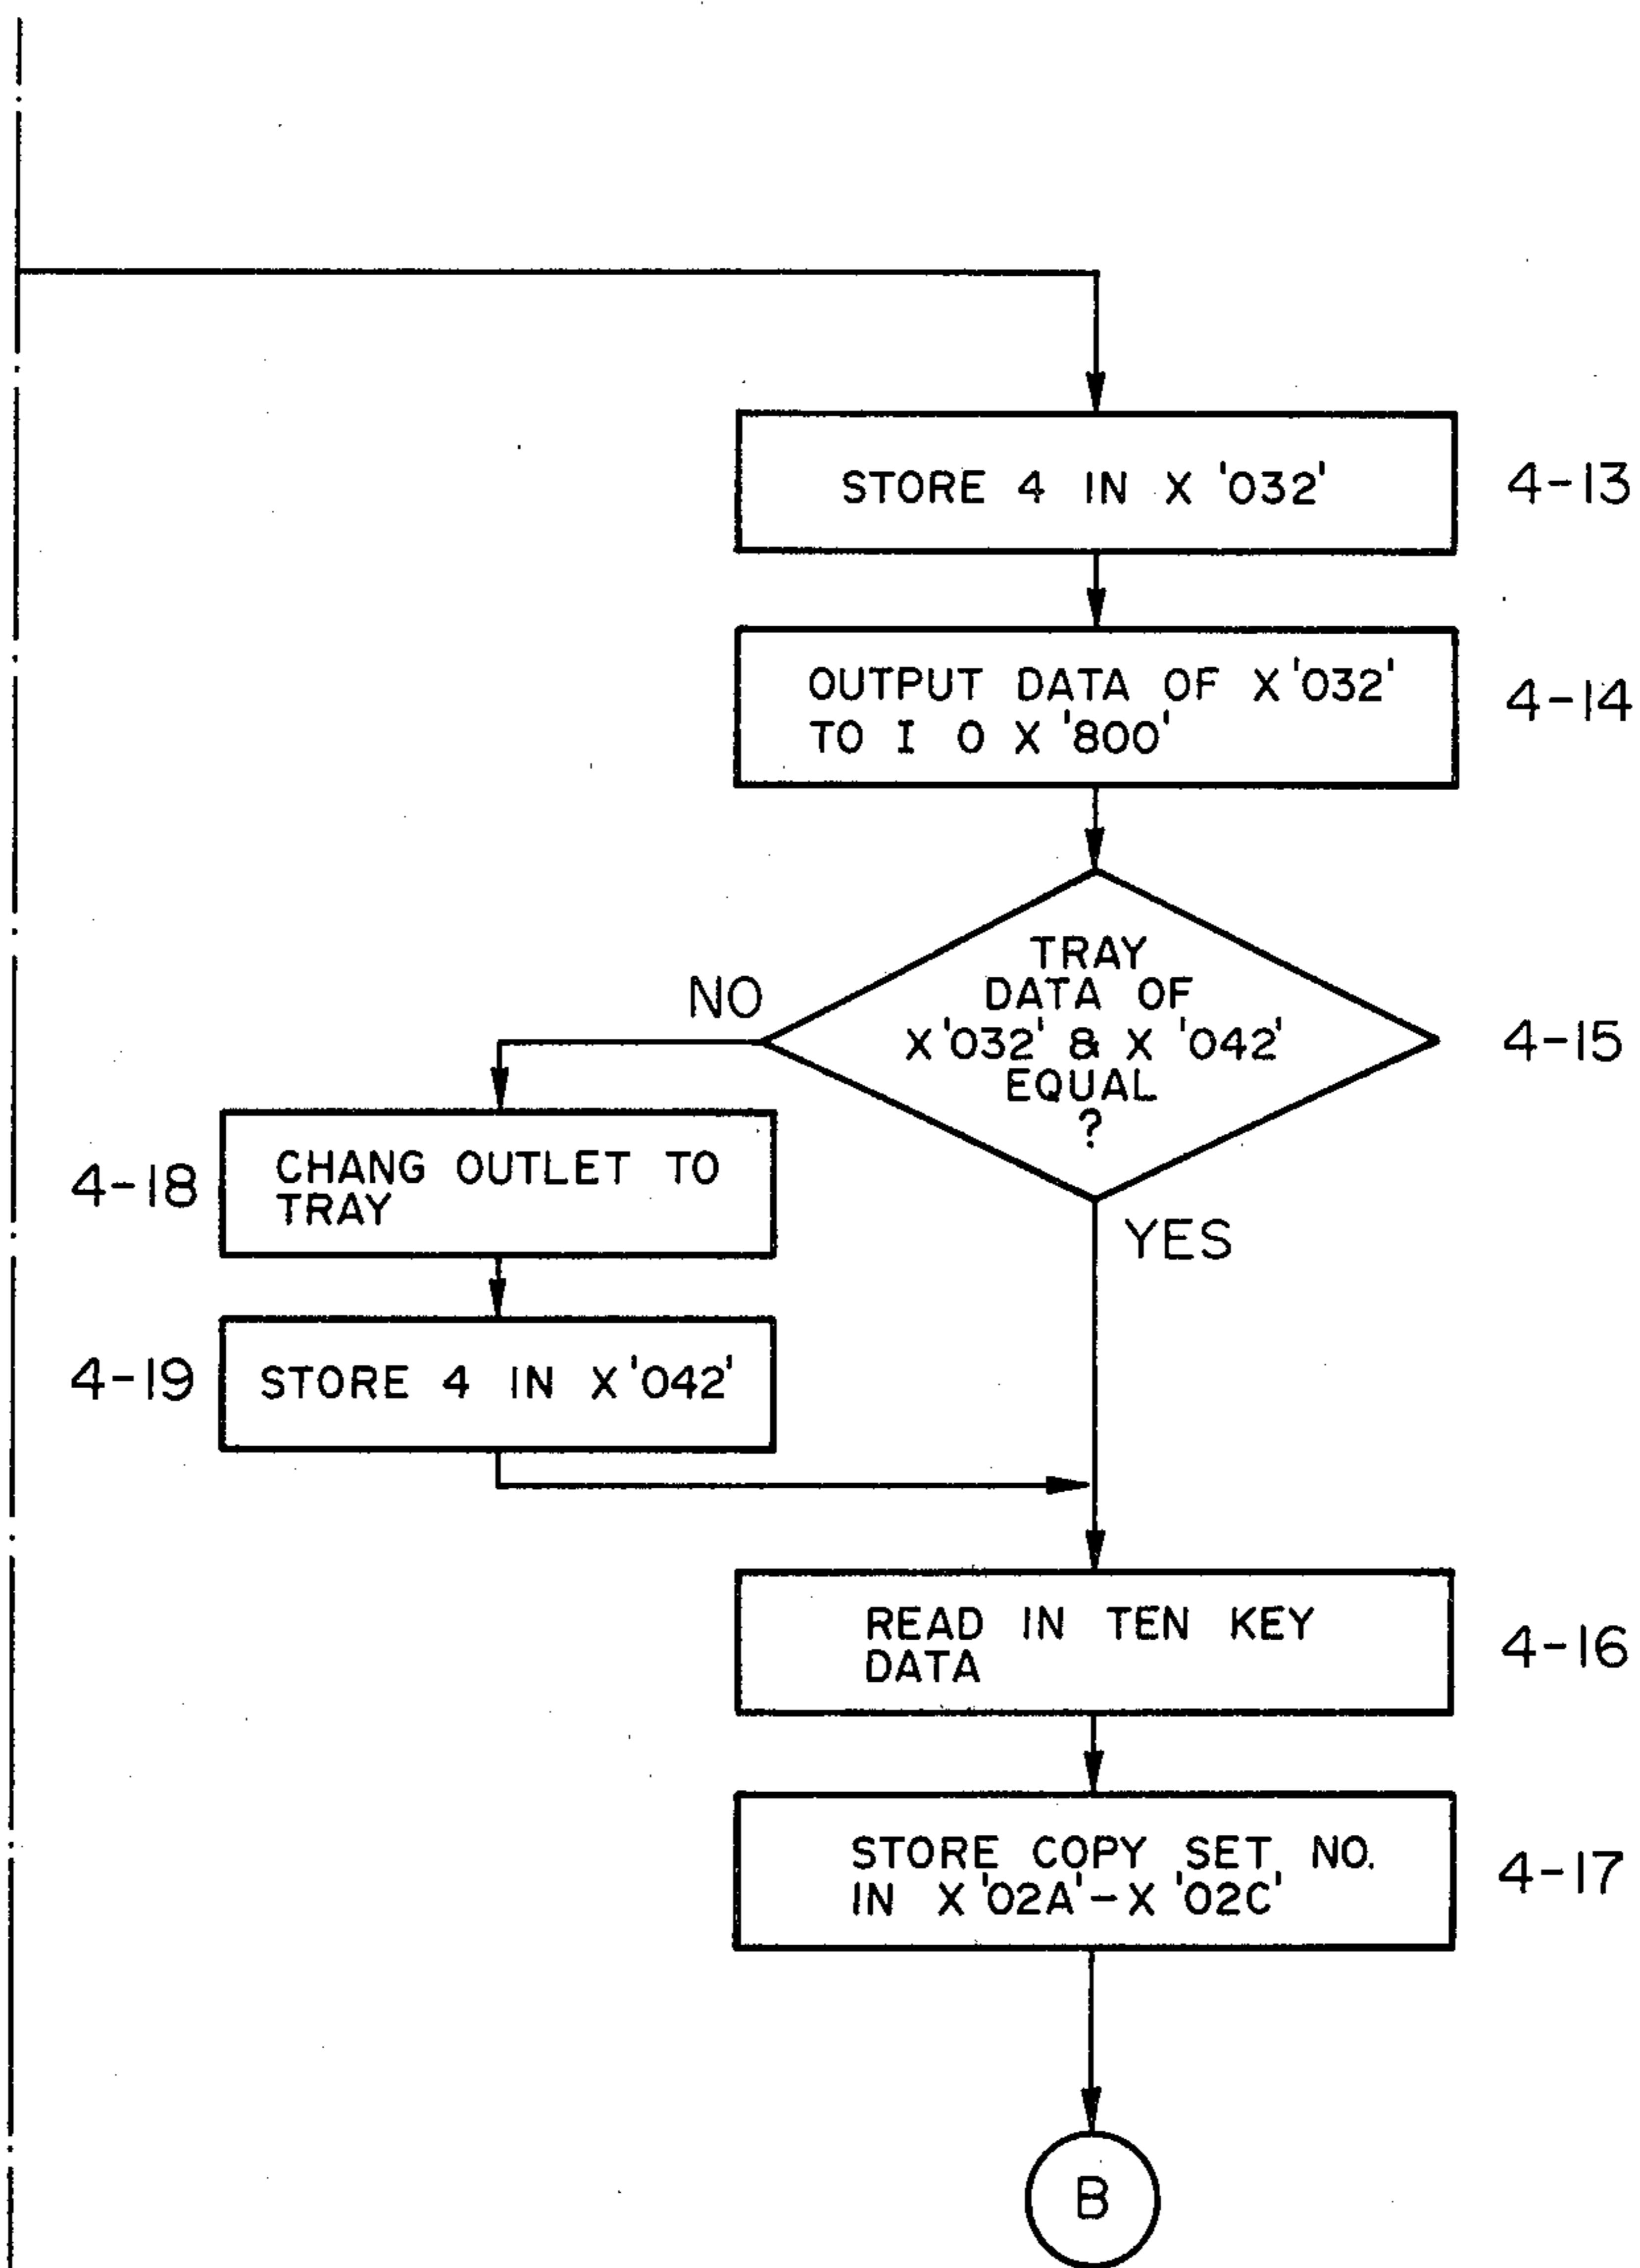 STORE 4 IN X '032'
4-13
OUTPUT DATA OF X '032'
TO I O X '800'
4-14
TRAY
DATA OF
X '032' & X '042'
EQUAL
?
4-15
NO
YES
4-18
CHANG OUTLET TO
TRAY
4-19
STORE 4 IN X '042'
READ IN TEN KEY
DATA
4-16
STORE COPY SET NO.
IN X '02A' - X '02C'
4-17
B